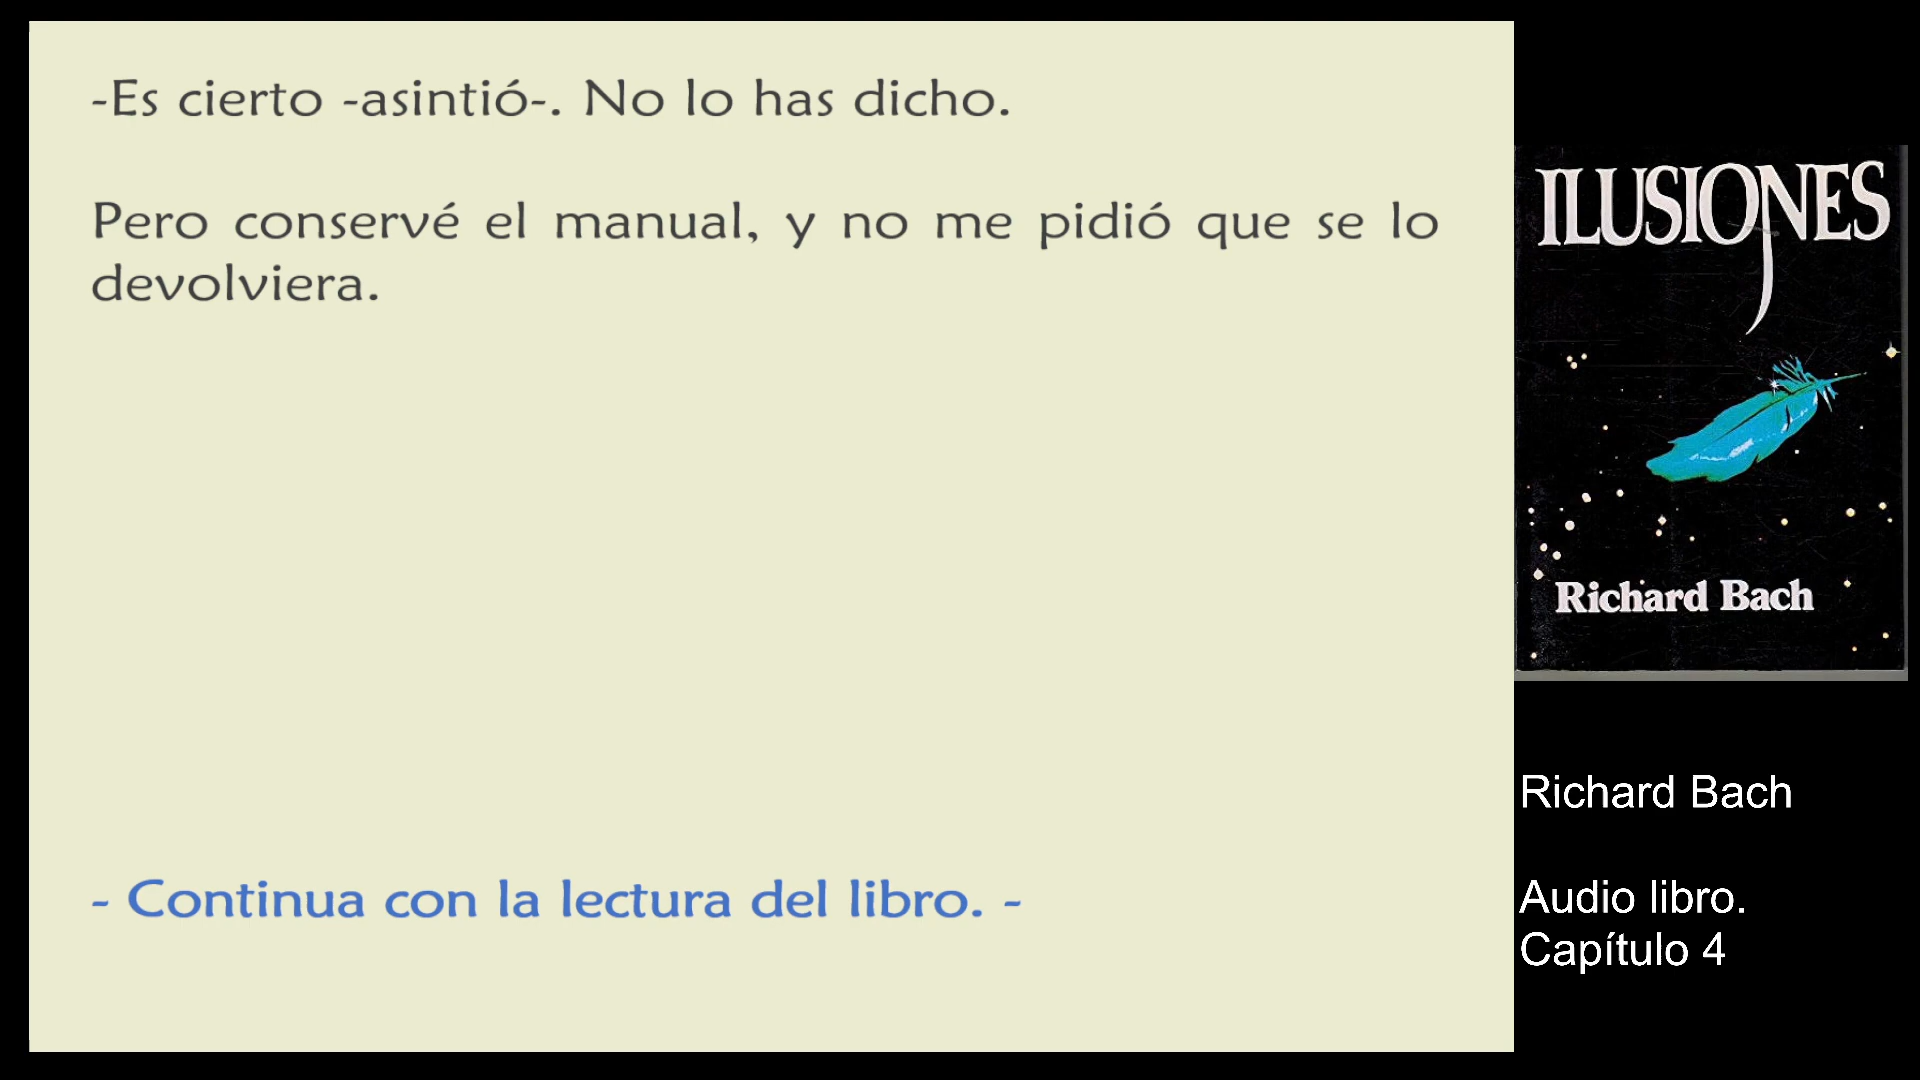 -Es cierto -asintió-. No lo has dicho.
Pero conservé el manual, y no me pidió que se lo
devolviera.
- Continua con la lectura del libro. -
ILUSIONES
Richard Bach
Richard Bach
Audio libro.
Capítulo 4